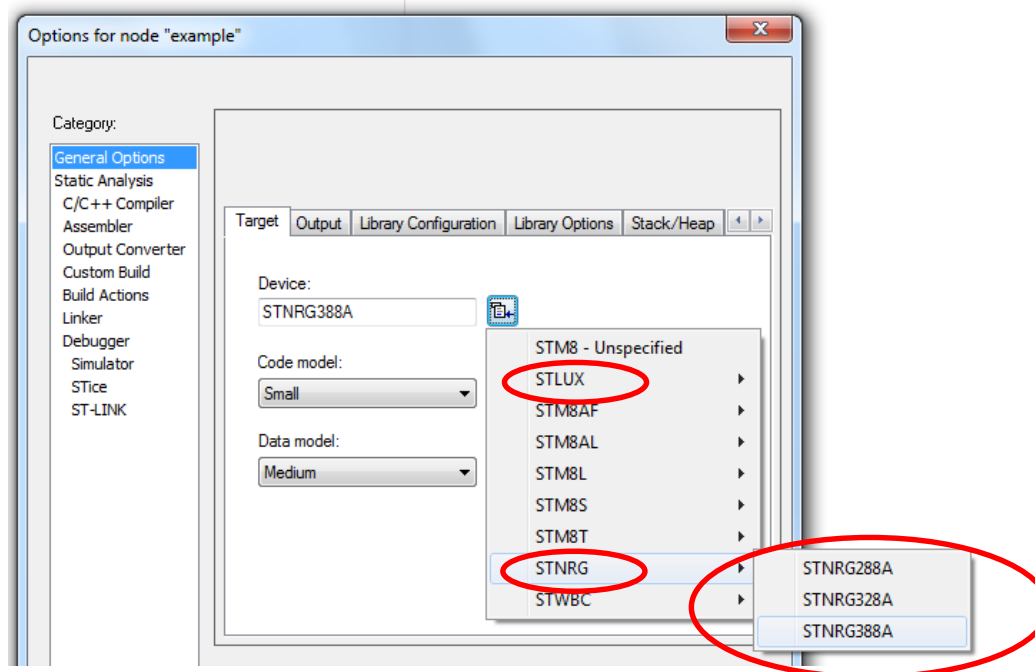 Options for node "example"
Category:
General Options
Static Analysis
C/C++ Compiler
Assembler
Output Converter
Custom Build
Build Actions
Linker
Debugger
Simulator
STice
ST-LINK
Target
Output
Library Configuration
Library Options
Stack/Heap
Device:
STNRG388A
Code model:
Small
Data model:
Medium
STM8 - Unspecified
STLUX
STM8AF
STM8AL
STM8L
STM8S
STM8T
STNRG
STWBC
STNRG288A
STNRG328A
STNRG388A